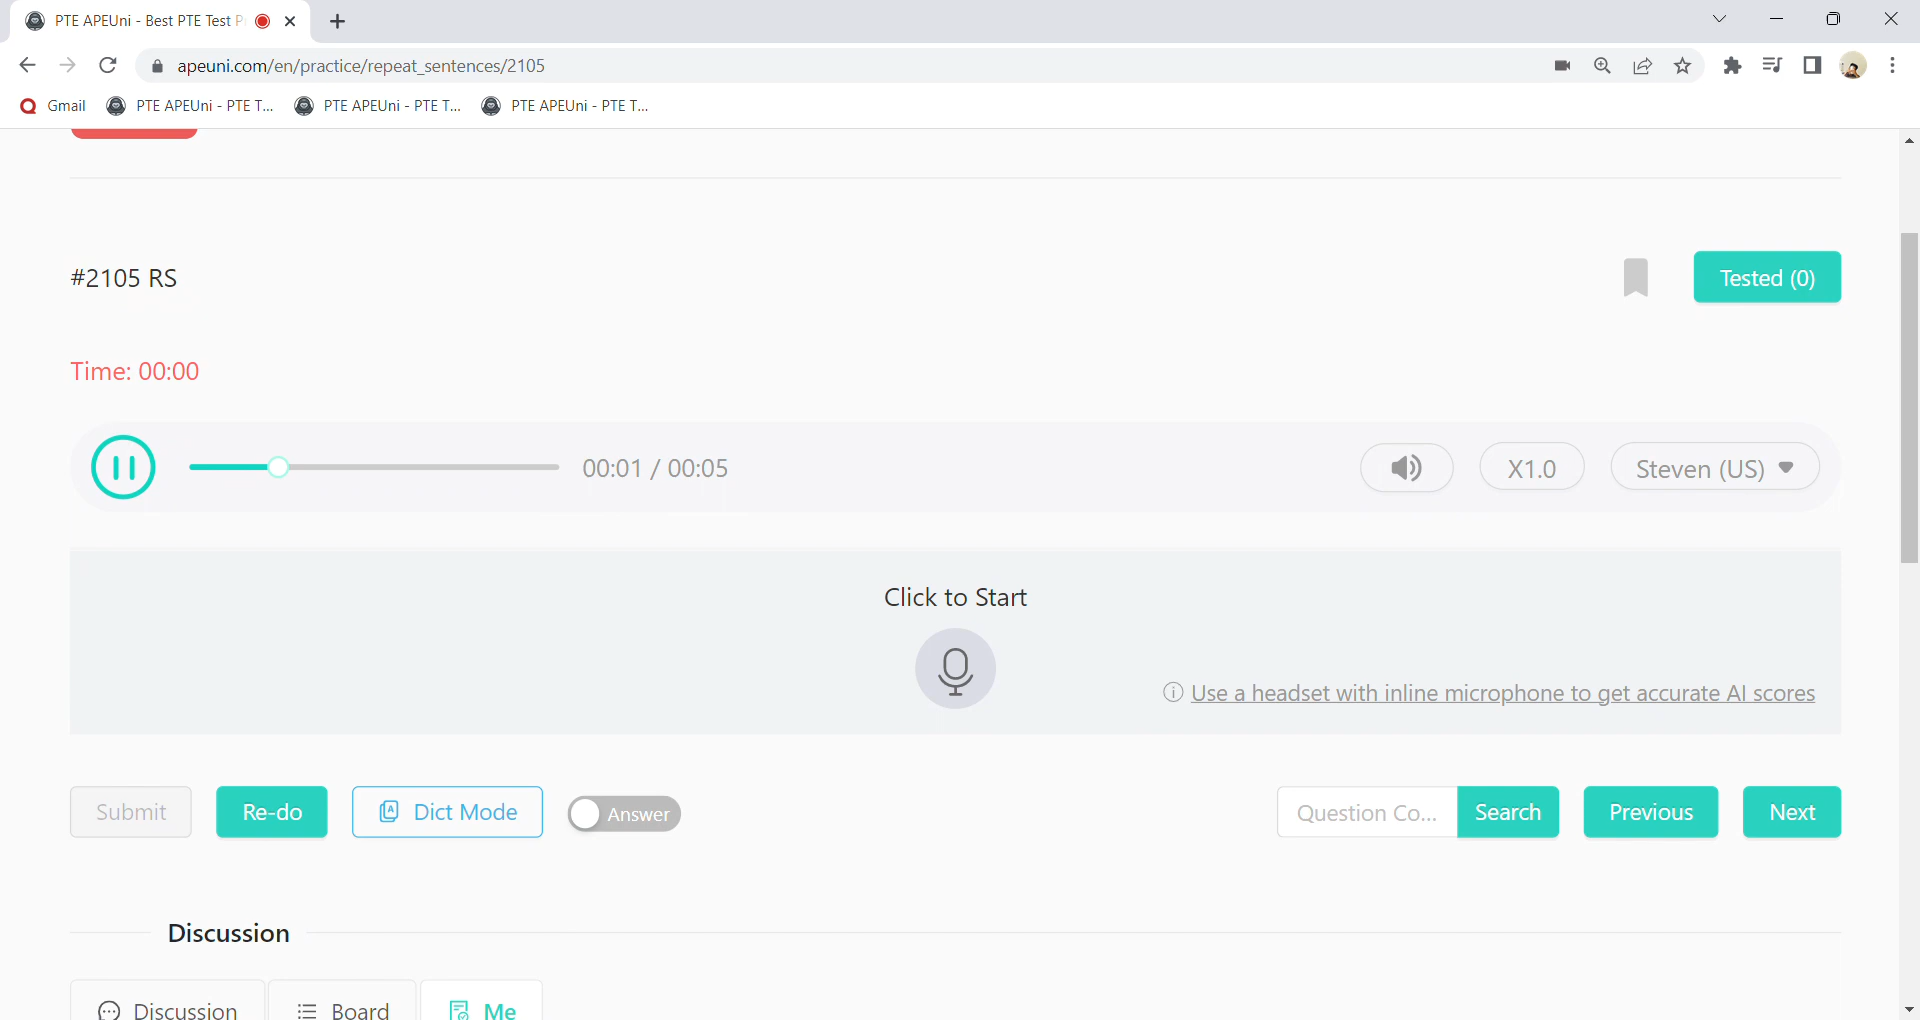 PTE APEUni - Best PTE Test P
apeuni.com/en/practice/repeat_sentences/2105
Gmail PTE APEUni - PTE T... PTE APEUni - PTE T... PTE APEUni - PTE T...
#2105 RS
Tested (0)
Time: 00:00
00:01 / 00:05
X1.0
Steven (US)
Click to Start
Use a headset with inline microphone to get accurate AI scores
Submit Re-do Dict Mode Answer Question Co... Search Previous Next
Discussion
Discussion Board Me